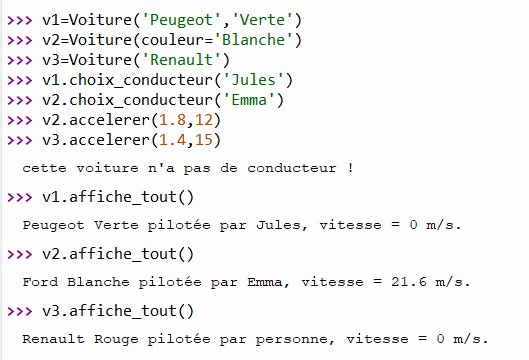 >>> v1=Voiture('Peugeot','Verte')
>>> v2=Voiture(couleur='Blanche')
>>> v3=Voiture('Renault')
>>> v1.choix_conducteur('Jules')
>>> v2.choix_conducteur('Emma')
>>> v2.accelerer(1.8,12)
>>> v3.accelerer(1.4,15)
cette voiture n'a pas de conducteur !
>>> v1.affiche_tout()
Peugeot Verte pilotée par Jules, vitesse = 0 m/s.
>>> v2.affiche_tout()
Ford Blanche pilotée par Emma, vitesse = 21.6 m/s.
>>> v3.affiche_tout()
Renault Rouge pilotée par personne, vitesse = 0 m/s.